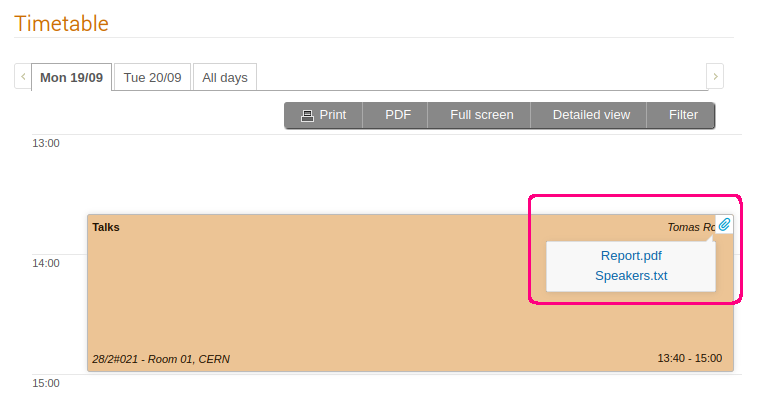 Timetable
Mon 19/09 Tue 20/09 All days
Print PDF Full screen Detailed view Filter
13:00
Talks Tomas
Report.pdf
14:00
Speakers.txt
28/2#021 - Room 01, CERN 13:40 - 15:00
15:00